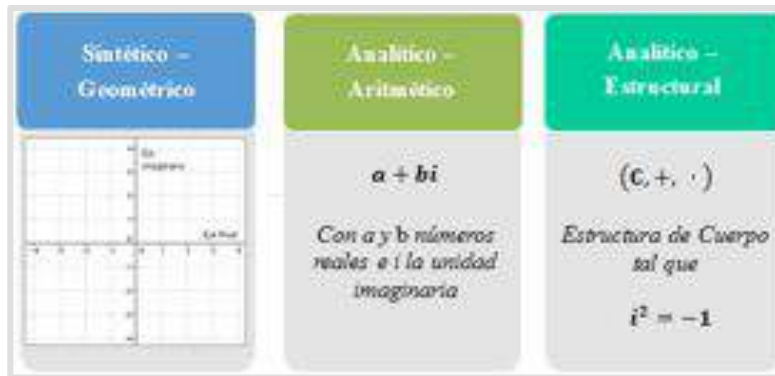 Sintético –
Geométrico
Eje
imaginario
Eje Real
Analítico –
Aritmético
a + bi
Con a y b números
reales e i la unidad
imaginaria
Analítico –
Estructural
(C, +, · )
Estructura de Cuerpo
tal que
i² = −1